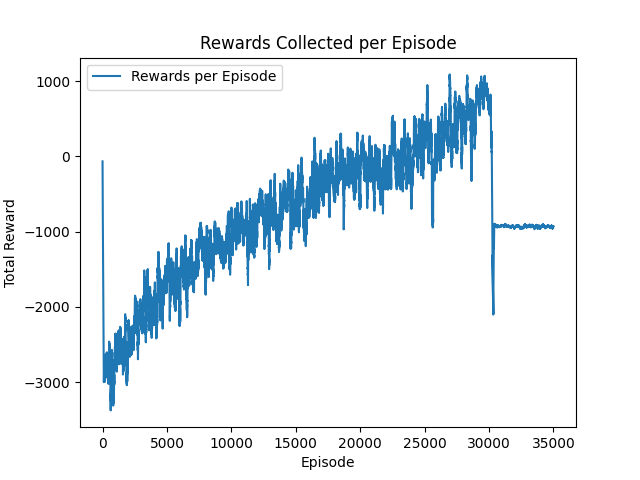 Rewards Collected per Episode
Rewards per Episode
Total Reward
1000
0
−1000
−2000
−3000
0 5000 10000 15000 20000 25000 30000 35000
Episode